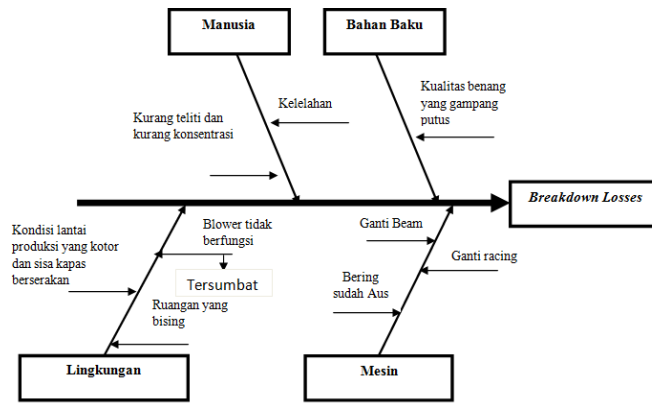 Manusia
Bahan Baku
Kelelahan
Kurang teliti dan
kurang konsentrasi
Kualitas benang
yang gampang
putus
Breakdown Losses
Kondisi lantai
produksi yang kotor
dan sisa kapas
berserakan
Blower tidak
berfungsi
Tersumbat
Ruangan yang
bising
Ganti Beam
Ganti racing
Bering
sudah Aus
Lingkungan
Mesin